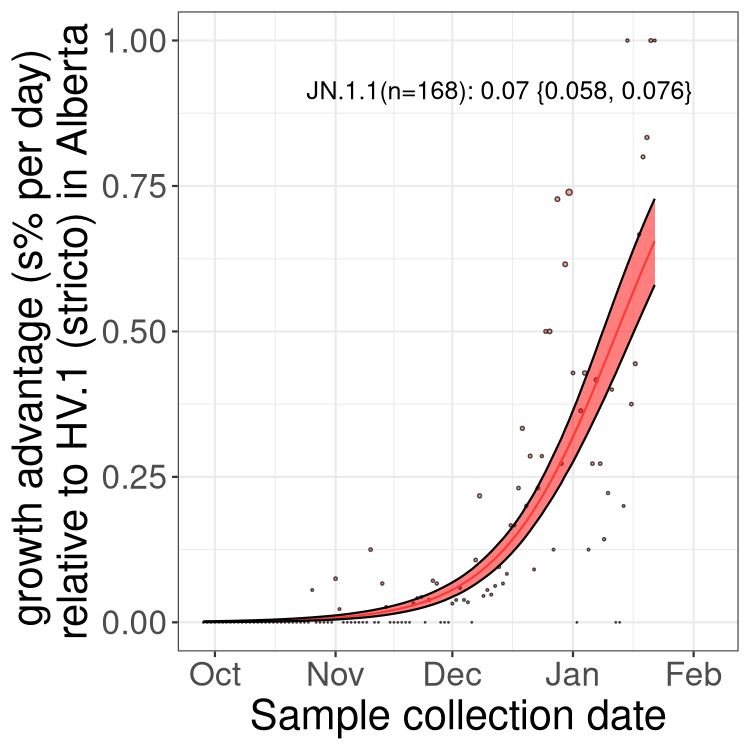 growth advantage (s% per day)
relative to HV.1 (stricto) in Alberta
1.00
0.75
0.50
0.25
0.00
JN.1.1(n=168): 0.07 {0.058, 0.076}
Oct Nov Dec Jan Feb
Sample collection date